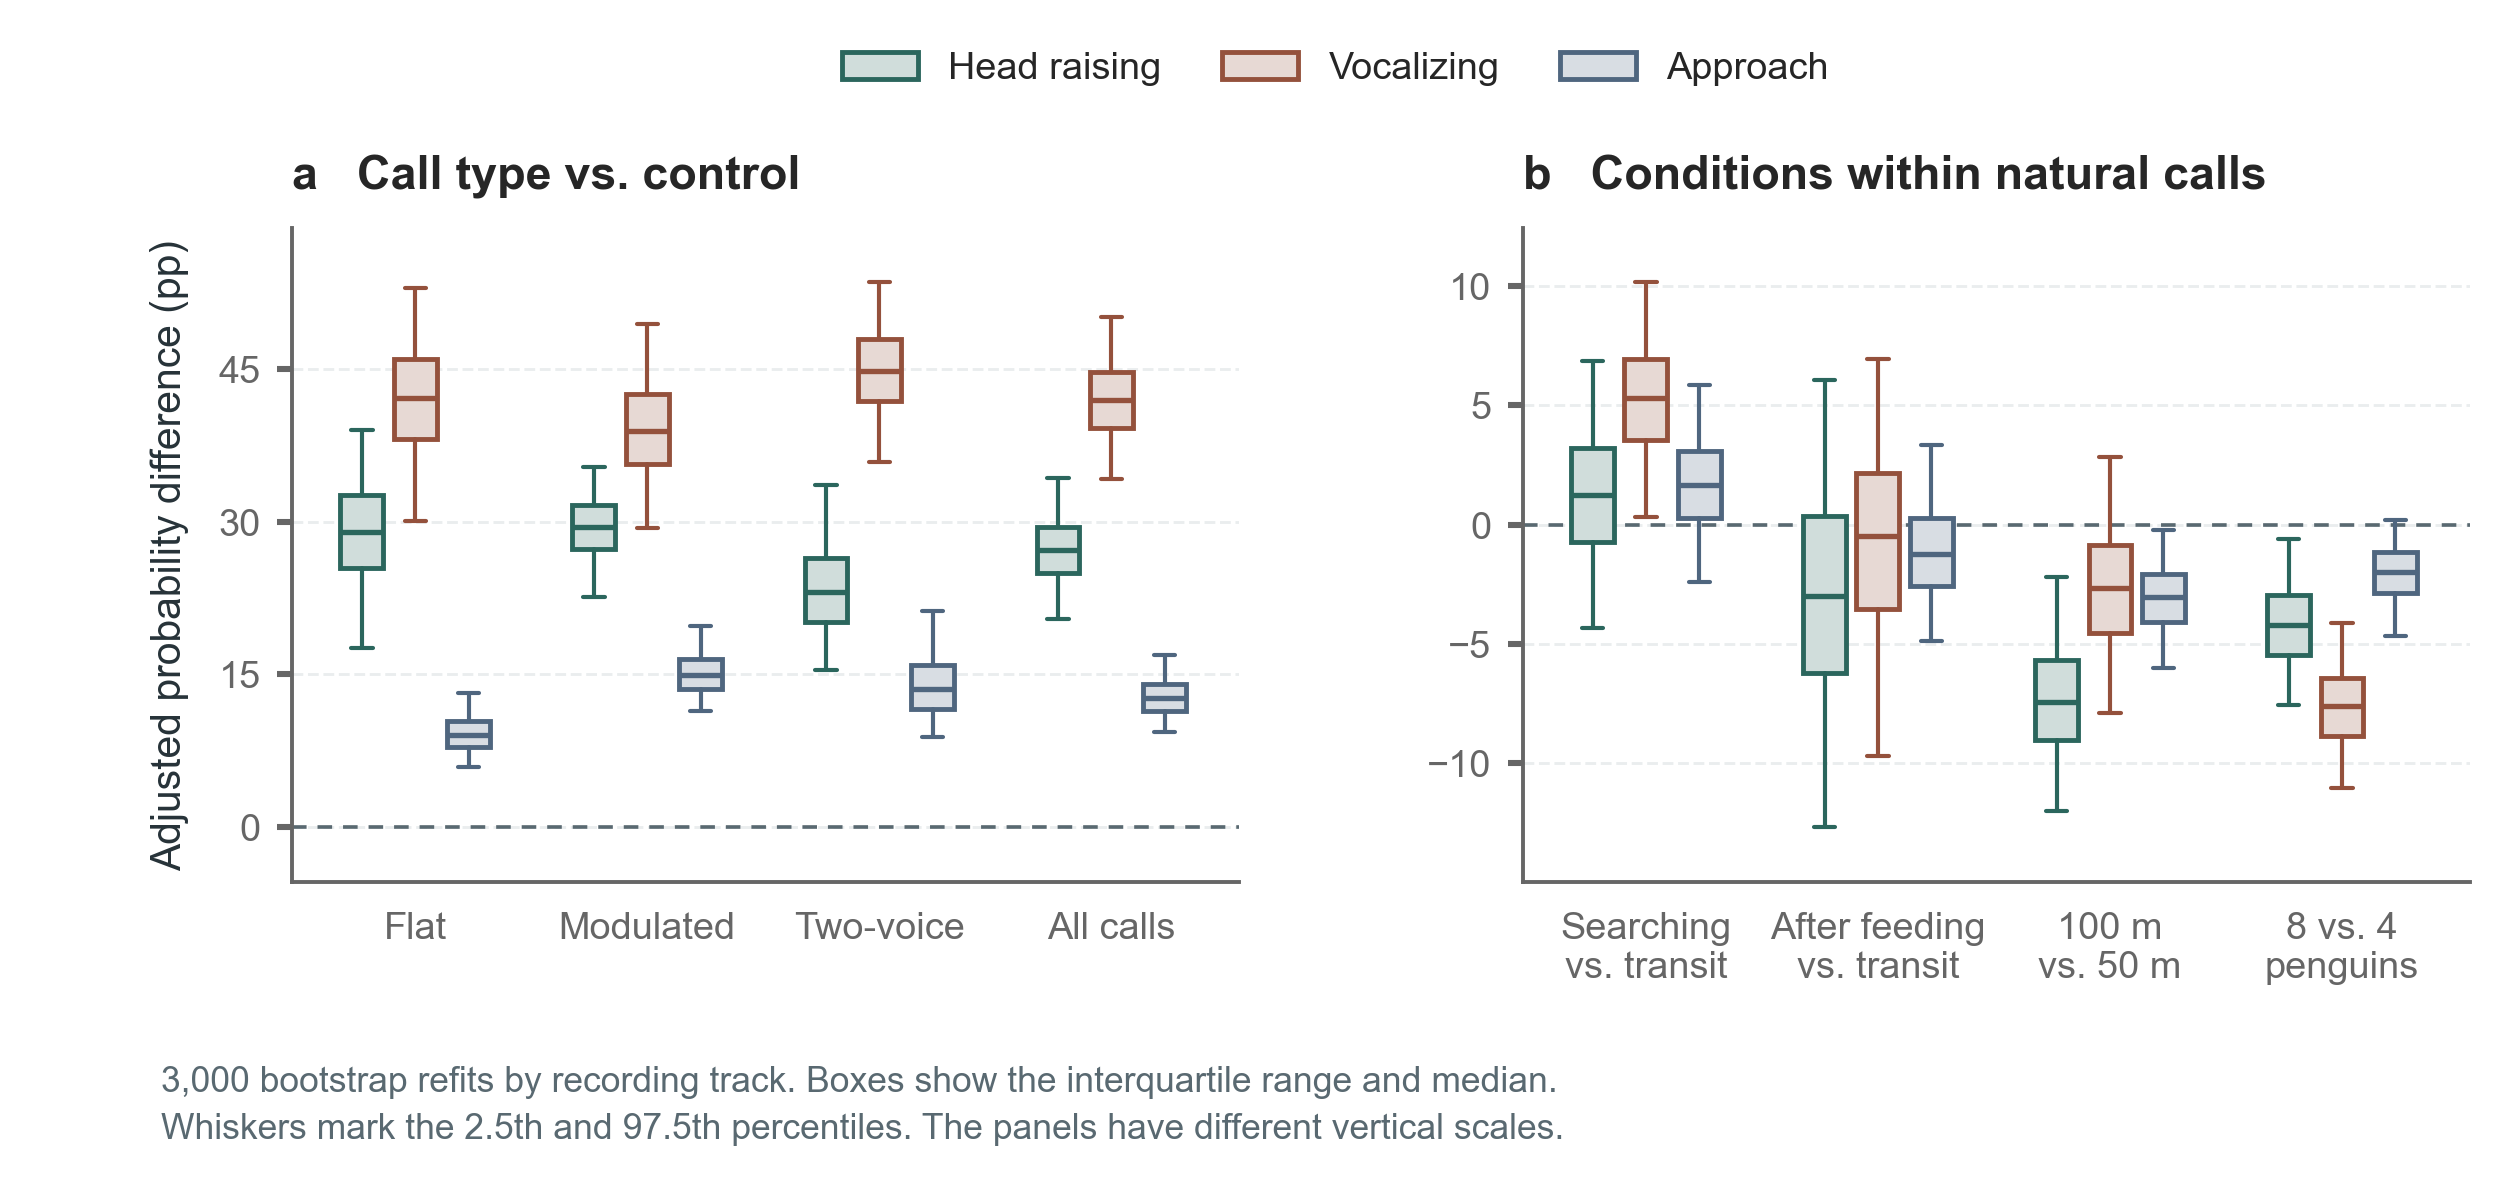 Head raising
Vocalizing
Approach
a Call type vs. control
b Conditions within natural calls
Adjusted probability difference (pp)
45
30
15
0
10
5
0
−5
−10
Flat
Modulated
Two-voice
All calls
Searching
vs. transit
After feeding
vs. transit
100 m
vs. 50 m
8 vs. 4
penguins
3,000 bootstrap refits by recording track. Boxes show the interquartile range and median.
Whiskers mark the 2.5th and 97.5th percentiles. The panels have different vertical scales.